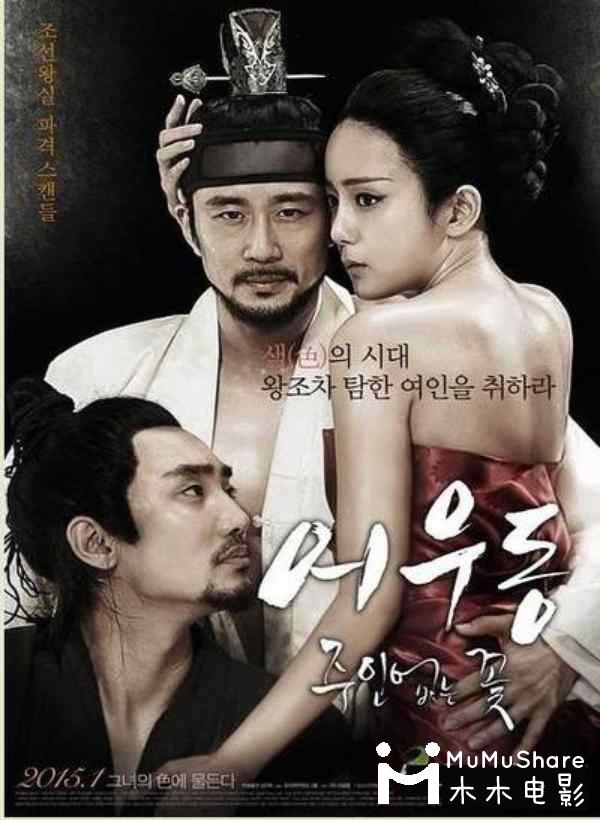 조선왕실 파격 스캔들
색(色)의 시대
왕조차 탐한 여인을 취하라
어우동
주인없는 꽃
2015.1 그녀의 色에 물든다
MuMuShare
木木电影